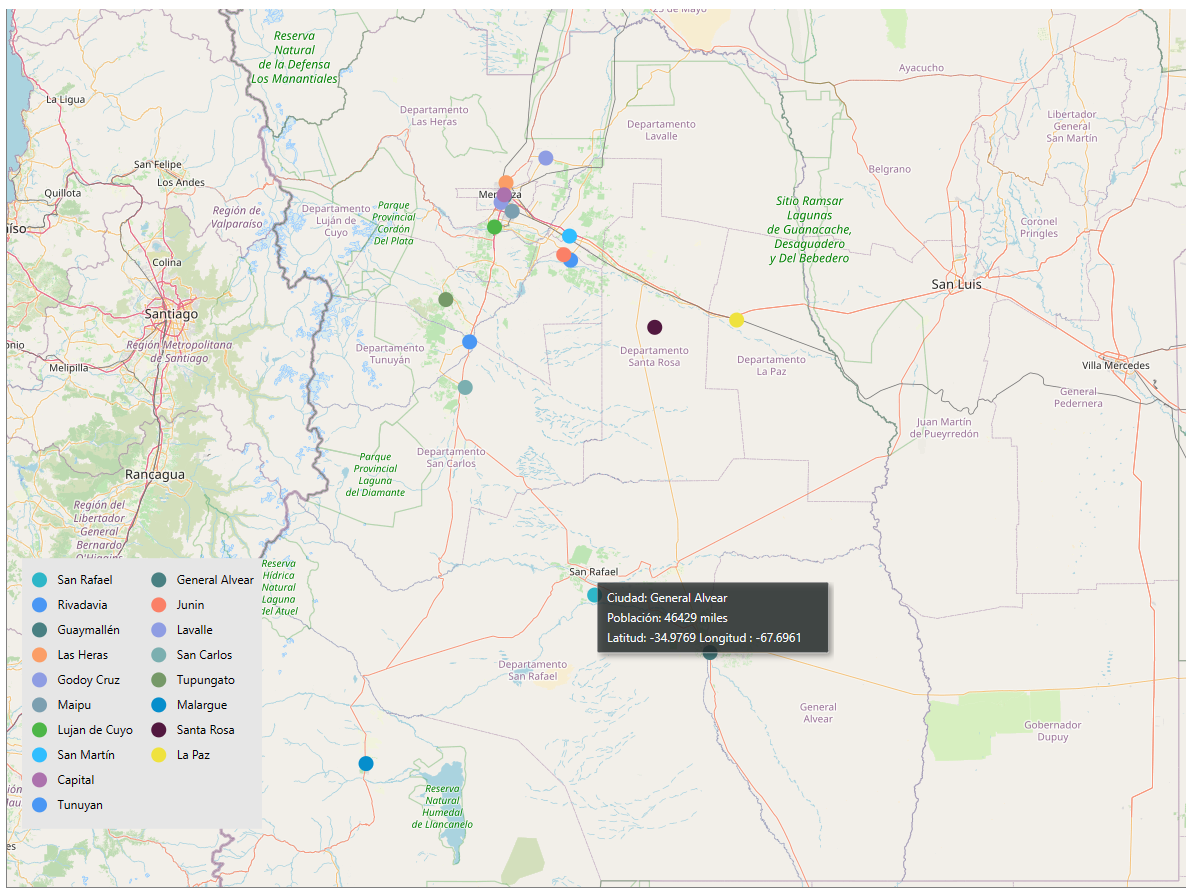 25 de Mayo
Reserva
Natural
de la Defensa
Los Manantiales
Ayacucho
La Ligua
Departamento
Las Heras
Departamento
Lavalle
Libertador
General
San Martín
San Felipe
Los Andes
Belgrano
Quillota
Mendoza
Región de
Valparaíso
Departamento
Luján de
Cuyo
Parque
Provincial
Cordón
Del Plata
Sitio Ramsar
Lagunas
de Guanacache,
Desaguadero
y Del Bebedero
Coronel
Pringles
íso
Colina
San Luis
Santiago
onio
Región Metropolitana
de Santiago
Melipilla
Departamento
Tunuyán
Departamento
Santa Rosa
Departamento
La Paz
Villa Mercedes
General
Pedernera
Juan Martín
de Pueyrredón
Departamento
San Carlos
Parque
Provincial
Laguna
del Diamante
Rancagua
Región del
Libertador
General
Bernardo
O'Higgins
Reserva
Hídrica
Natural
Laguna
del Atuel
San Rafael
San Rafael
Rivadavia
Guaymallén
Las Heras
Godoy Cruz
Maipu
Lujan de Cuyo
San Martín
Capital
Tunuyan
General Alvear
Junin
Lavalle
San Carlos
Tupungato
Malargue
Santa Rosa
La Paz
Ciudad: General Alvear
Población: 46429 miles
Latitud: -34.9769 Longitud : -67.6961
Departamento
San Rafael
General
Alvear
Gobernador
Dupuy
Reserva
Natural
Humedal
de Llancanelo
es